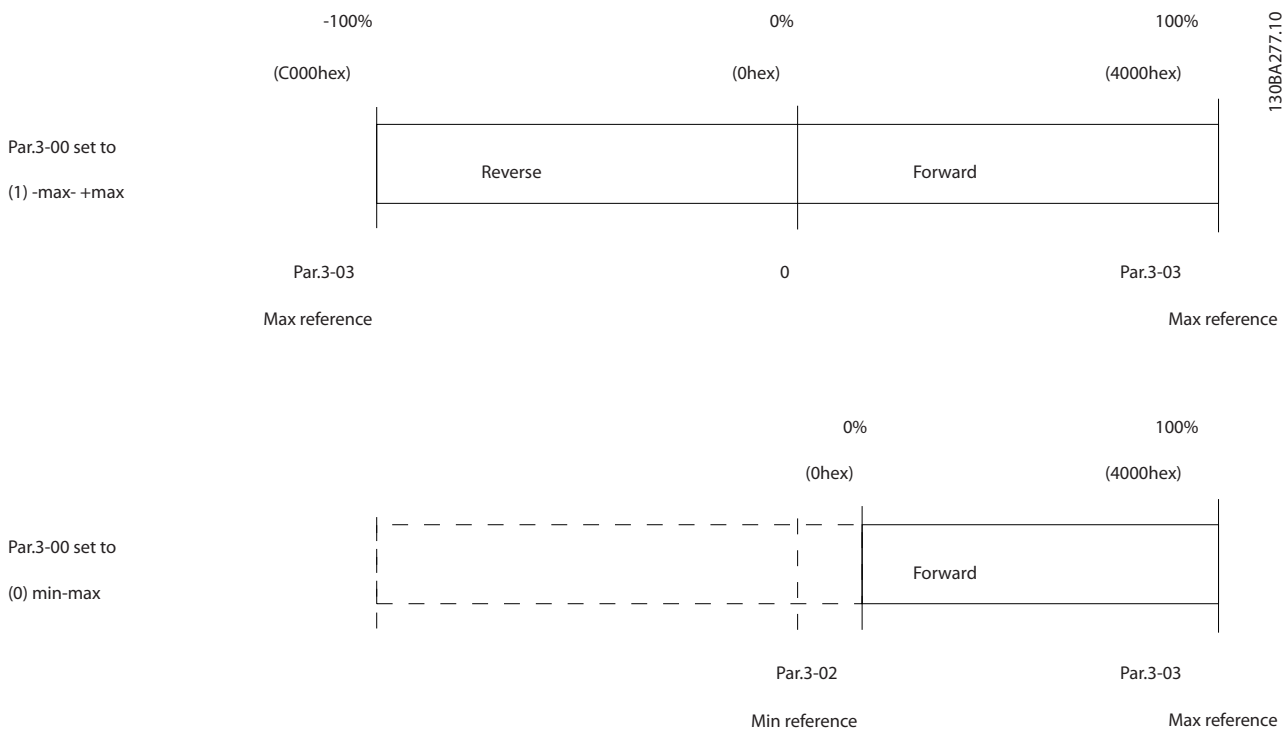 -100% 0% 100%
(C000hex) (0hex) (4000hex)
130BA277.10
Par.3-00 set to
(1) -max- +max
Reverse Forward
Par.3-03 0 Par.3-03
Max reference Max reference
0% 100%
(0hex) (4000hex)
Par.3-00 set to
(0) min-max
Forward
Par.3-02 Par.3-03
Min reference Max reference